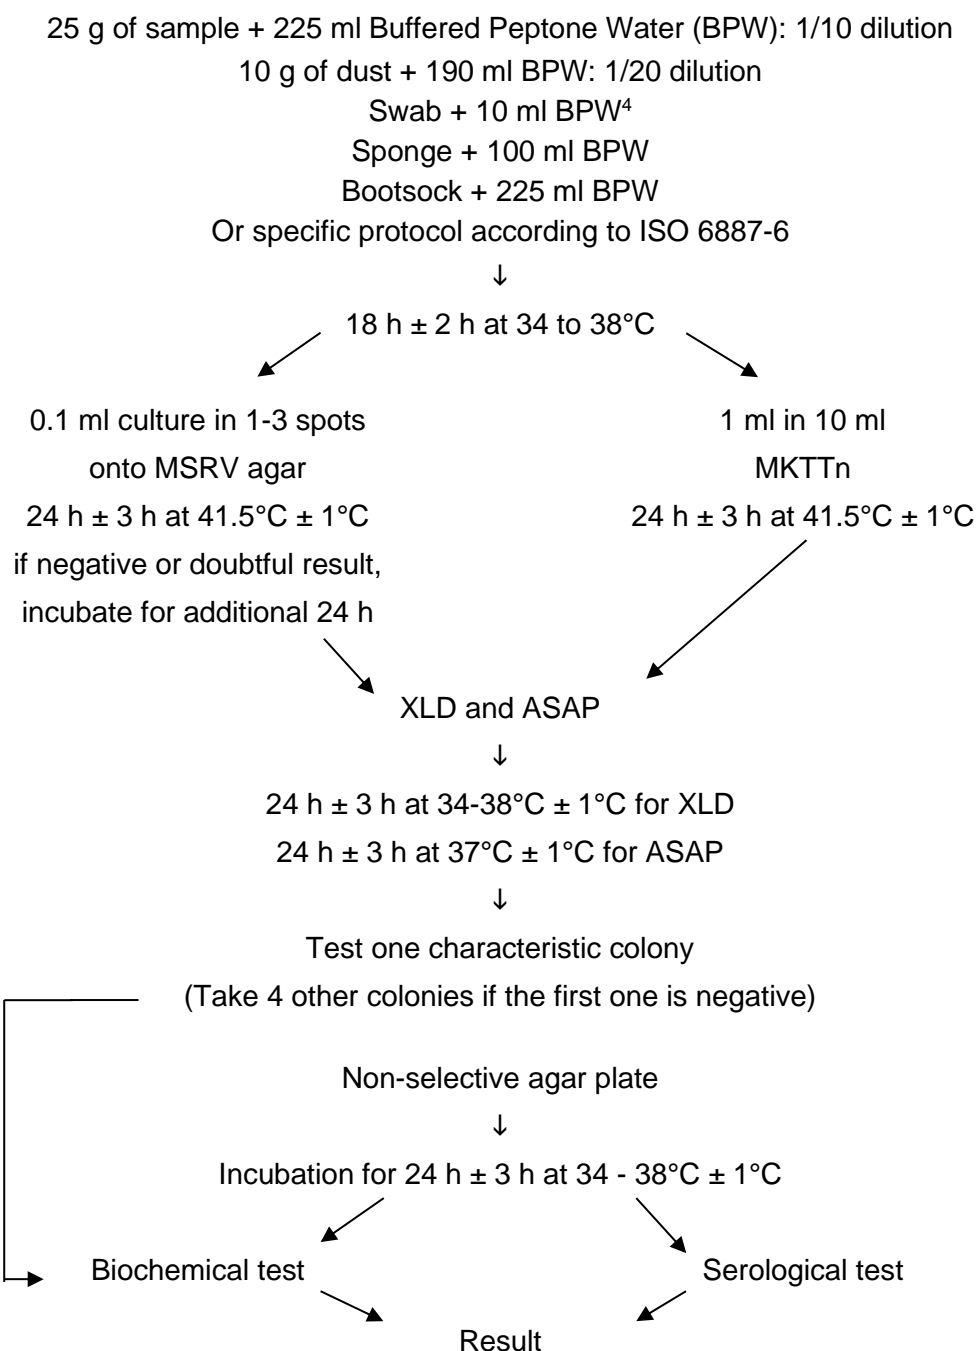 25 g of sample + 225 ml Buffered Peptone Water (BPW): 1/10 dilution
10 g of dust + 190 ml BPW: 1/20 dilution
Swab + 10 ml BPW⁴
Sponge + 100 ml BPW
Bootsock + 225 ml BPW
Or specific protocol according to ISO 6887-6
↓
18 h ± 2 h at 34 to 38°C
0.1 ml culture in 1-3 spots
onto MSRV agar
24 h ± 3 h at 41.5°C ± 1°C
if negative or doubtful result,
incubate for additional 24 h
1 ml in 10 ml
MKTTn
24 h ± 3 h at 41.5°C ± 1°C
XLD and ASAP
↓
24 h ± 3 h at 34-38°C ± 1°C for XLD
24 h ± 3 h at 37°C ± 1°C for ASAP
↓
Test one characteristic colony
(Take 4 other colonies if the first one is negative)
Non-selective agar plate
↓
Incubation for 24 h ± 3 h at 34 - 38°C ± 1°C
Biochemical test
Serological test
Result